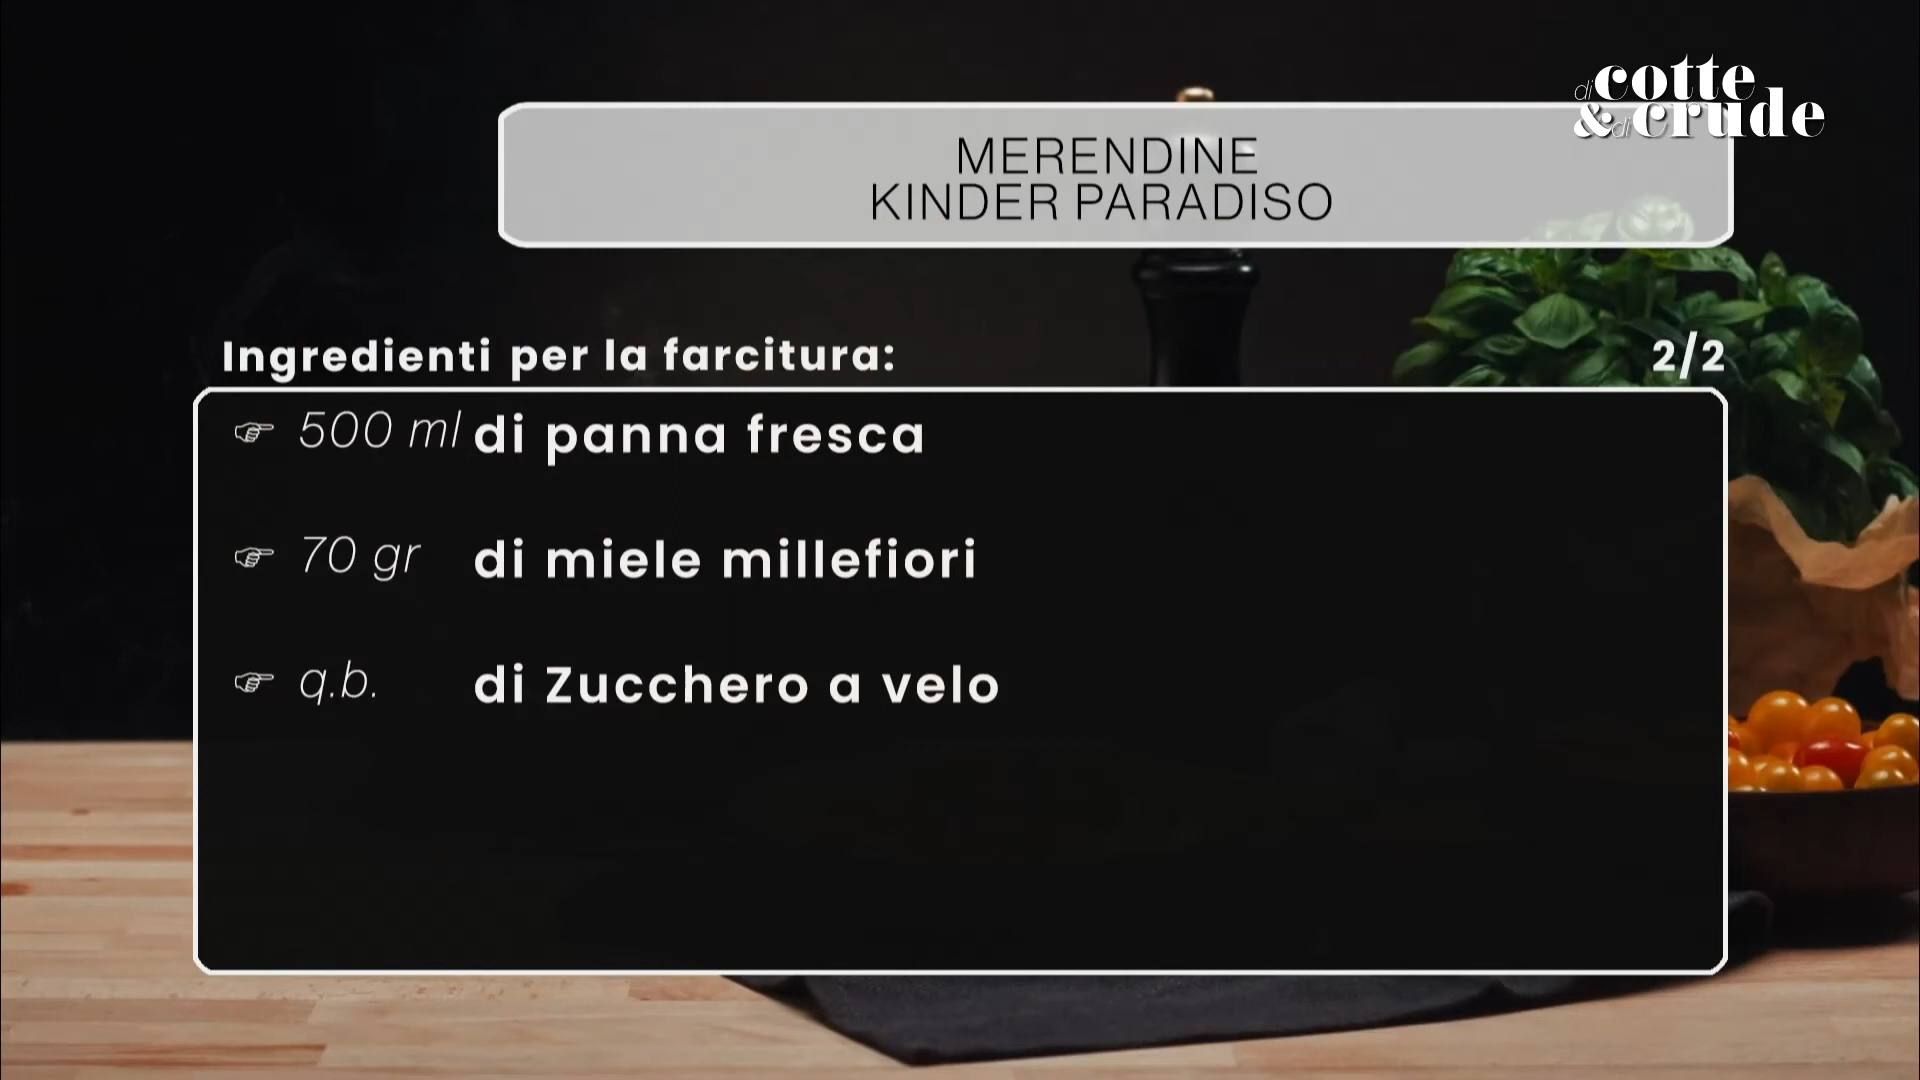 di cotte
& di crude
MERENDINE
KINDER PARADISO
Ingredienti per la farcitura: 2/2
☞ 500 ml di panna fresca
☞ 70 gr di miele millefiori
☞ q.b. di Zucchero a velo